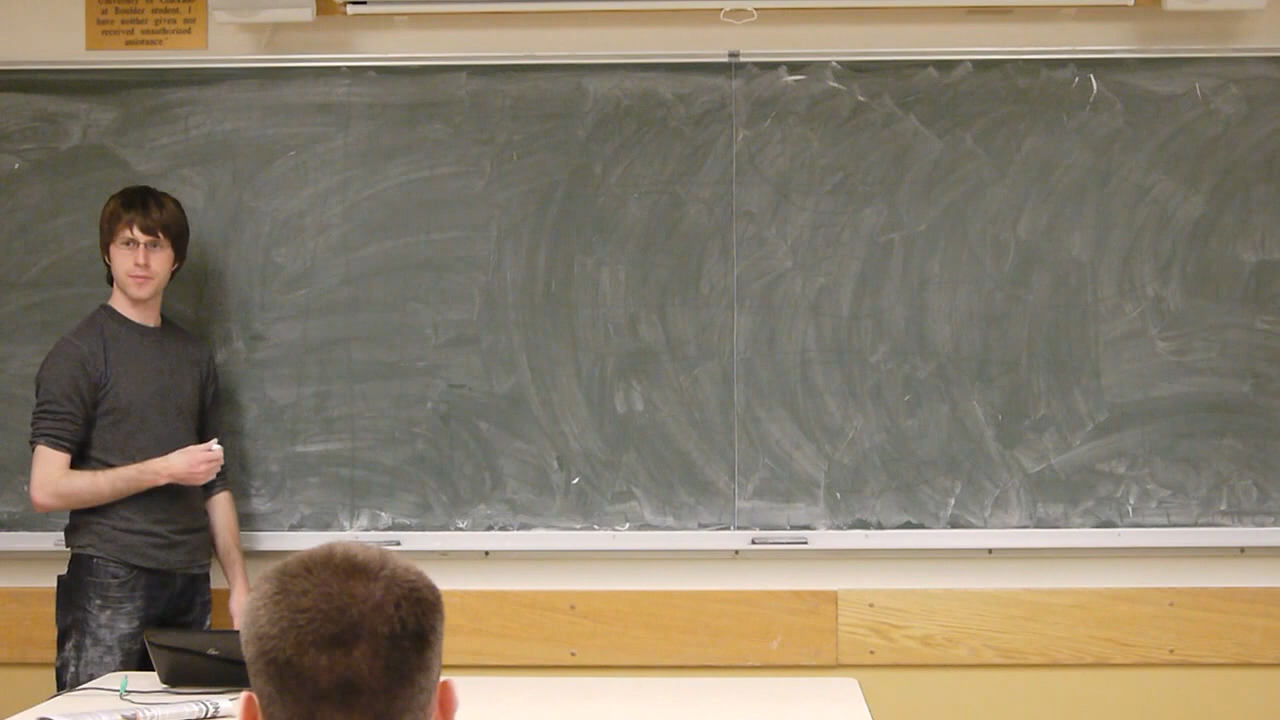 University of Colorado
at Boulder student, I
have neither given nor
received unauthorized
assistance."